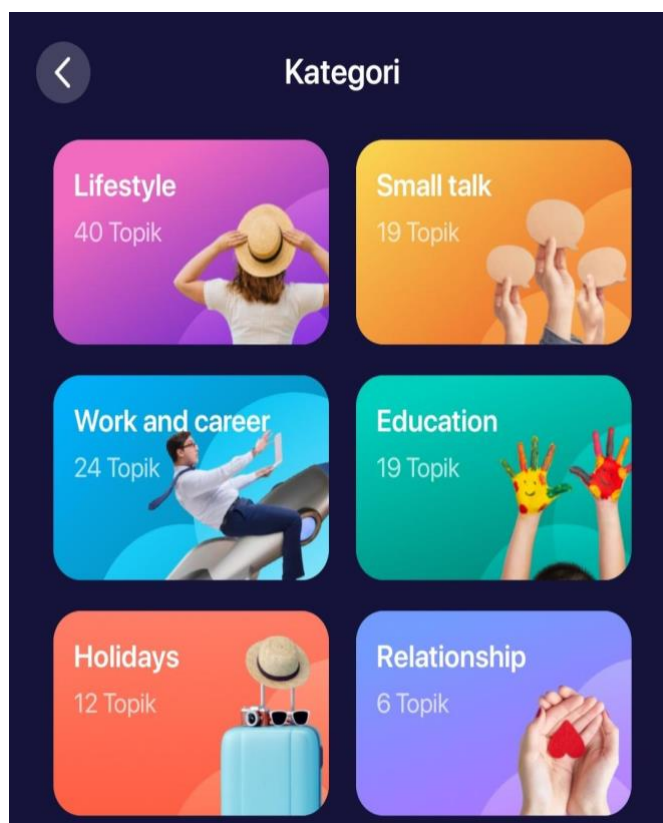 Kategori
Lifestyle
40 Topik
Small talk
19 Topik
Work and career
24 Topik
Education
19 Topik
Holidays
12 Topik
Relationship
6 Topik